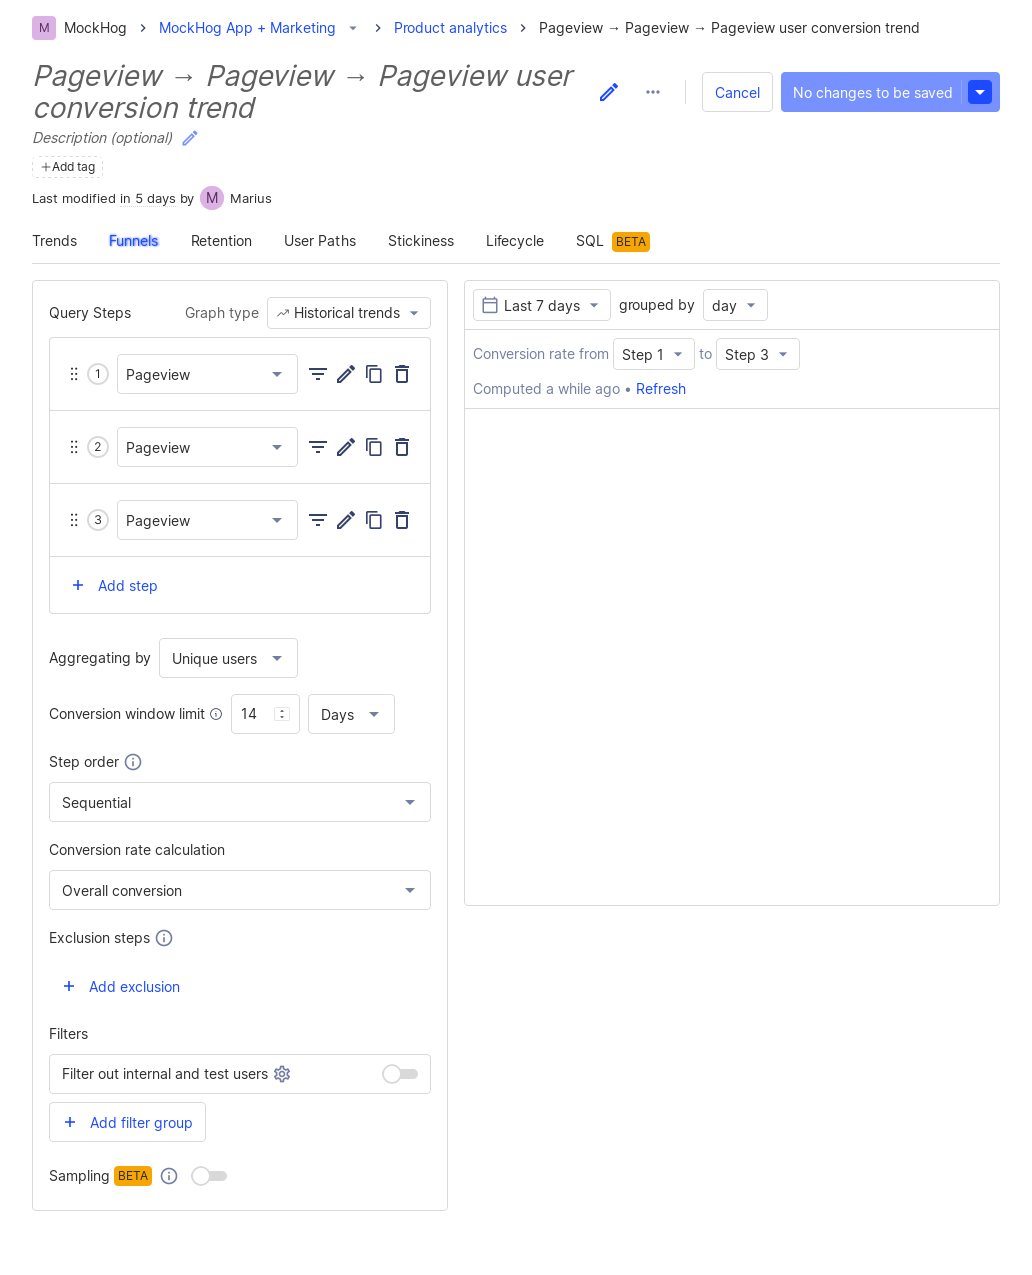 M MockHog MockHog App + Marketing Product analytics Pageview → Pageview → Pageview user conversion trend
Pageview → Pageview → Pageview user
conversion trend
Cancel
No changes to be saved
Description (optional)
Add tag
Last modified in 5 days by M Marius
Trends Funnels Retention User Paths Stickiness Lifecycle SQL BETA
Query Steps
Graph type
Historical trends
1 Pageview
2 Pageview
3 Pageview
Add step
Aggregating by Unique users
Conversion window limit 14 Days
Step order
Sequential
Conversion rate calculation
Overall conversion
Exclusion steps
Add exclusion
Filters
Filter out internal and test users
Add filter group
Sampling BETA
Last 7 days grouped by day
Conversion rate from Step 1 to Step 3
Computed a while ago • Refresh